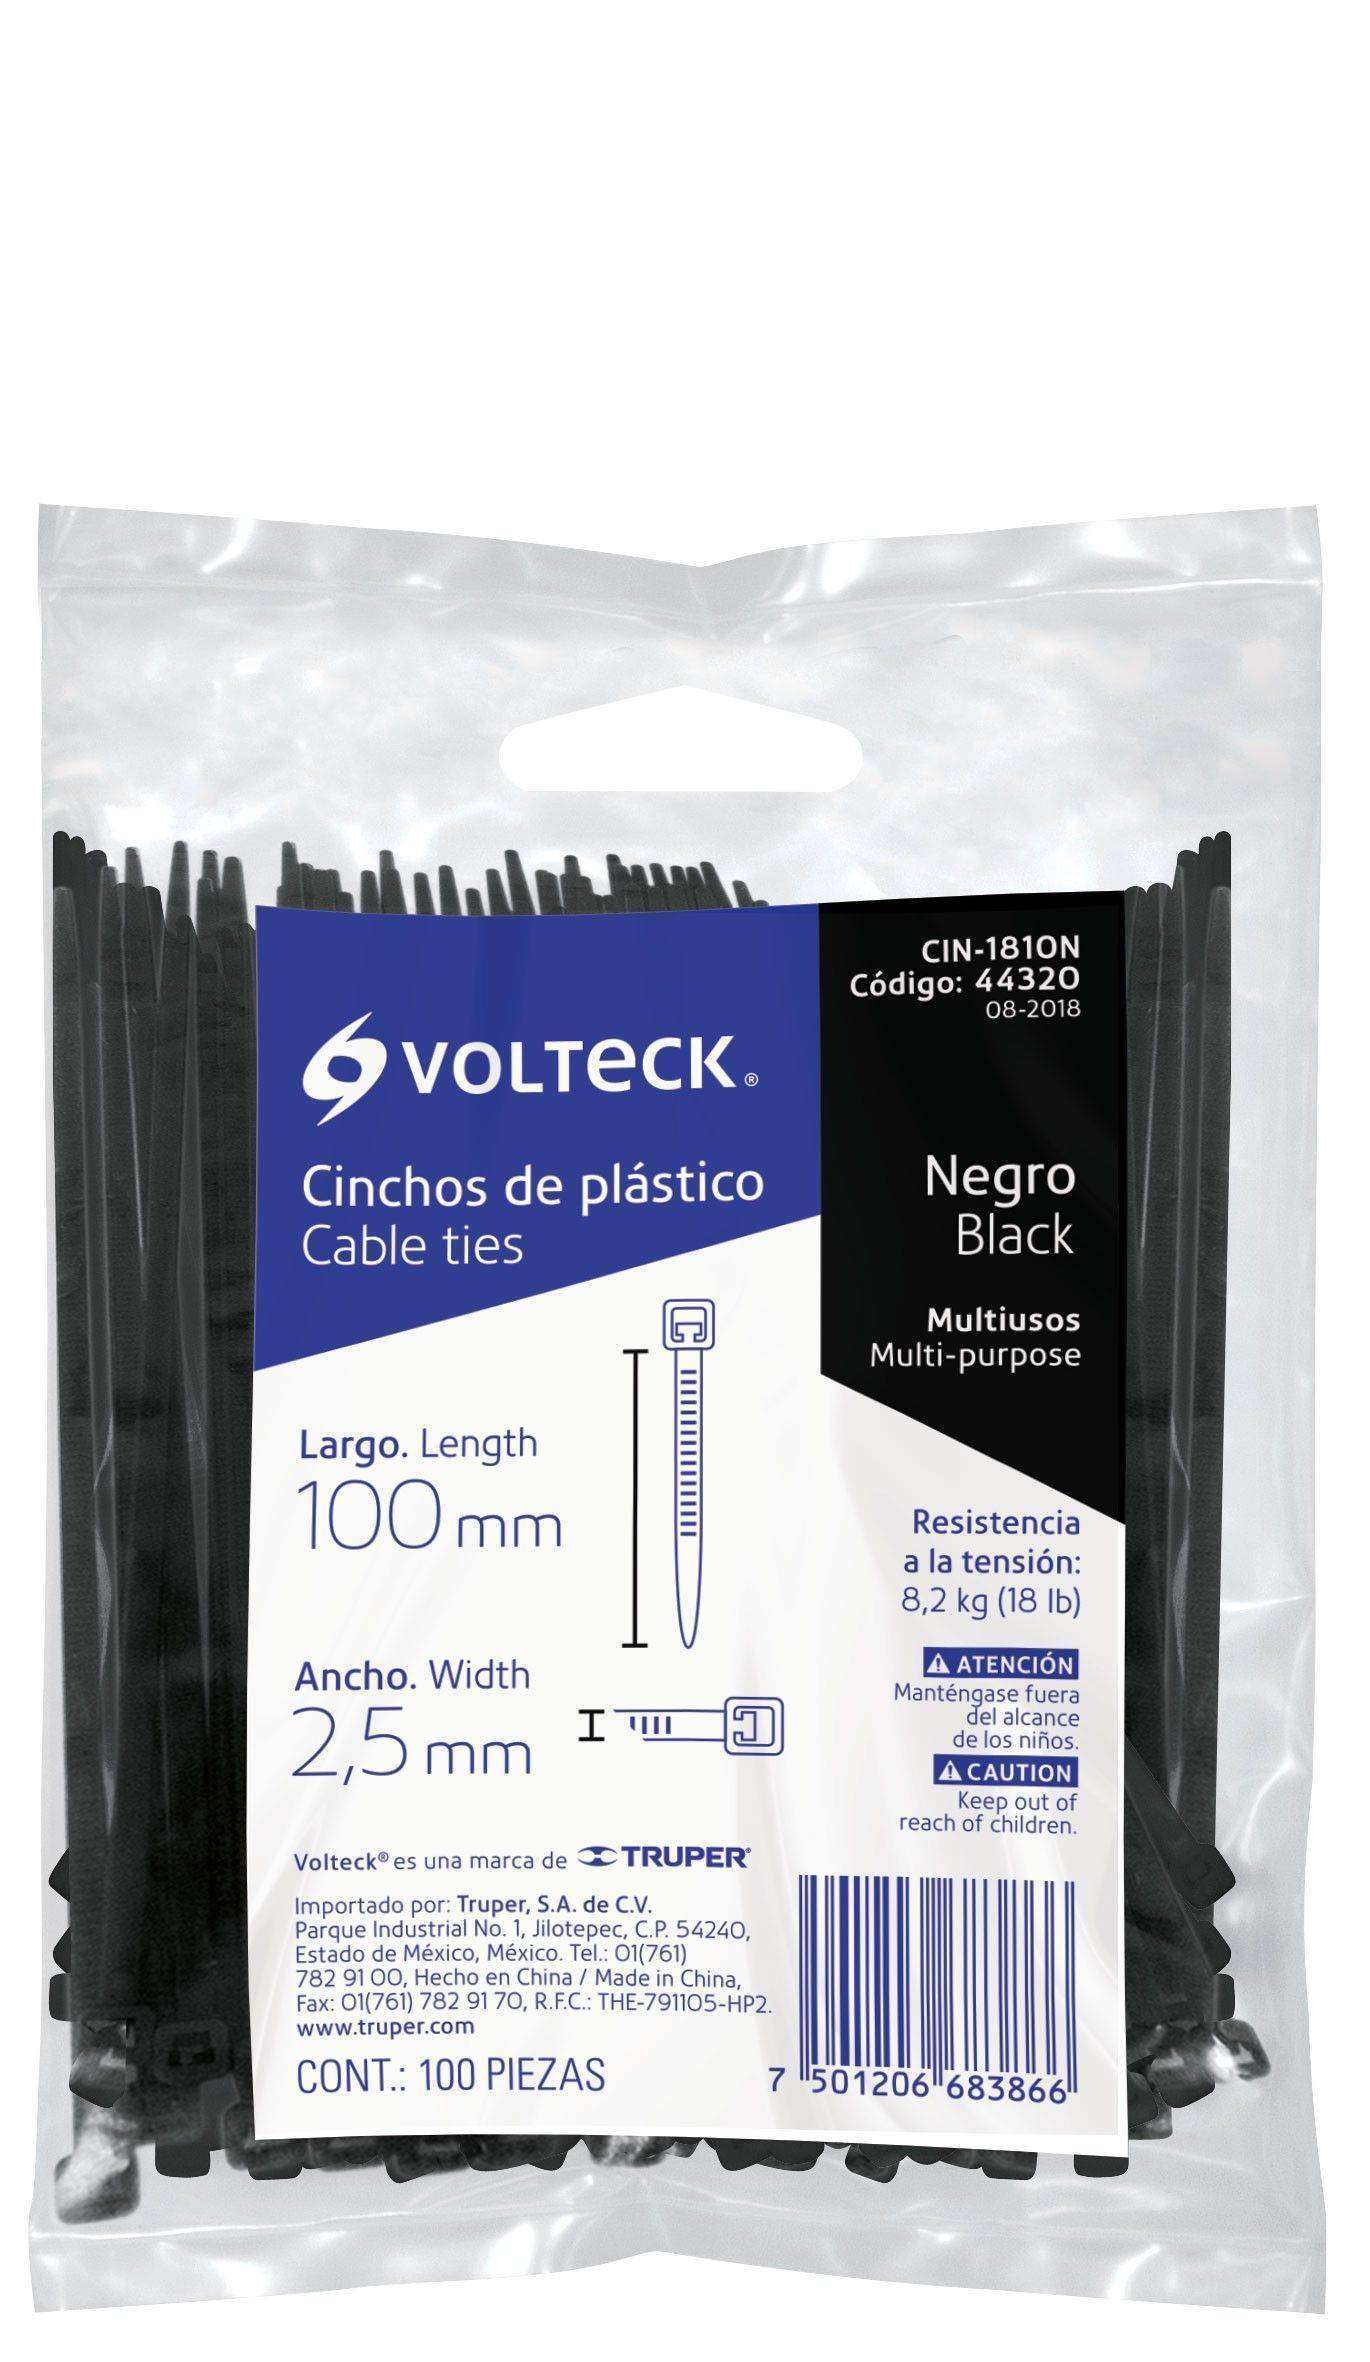 CIN-1810N
Código: 44320
08-2018
VOLTECK®
Cinchos de plástico
Cable ties
Negro
Black
Multiusos
Multi-purpose
Largo. Length
100 mm
Ancho. Width
2,5 mm
Resistencia
a la tensión:
8,2 kg (18 lb)
ATENCIÓN
Manténgase fuera
del alcance
de los niños.
CAUTION
Keep out of
reach of children.
Volteck® es una marca de TRUPER®
Importado por: Truper, S.A. de C.V.
Parque Industrial No. 1, Jilotepec, C.P. 54240,
Estado de México, México. Tel.: 01(761)
782 91 00, Hecho en China / Made in China,
Fax: 01(761) 782 91 70, R.F.C.: THE-791105-HP2.
www.truper.com
CONT.: 100 PIEZAS
7 501206 683866